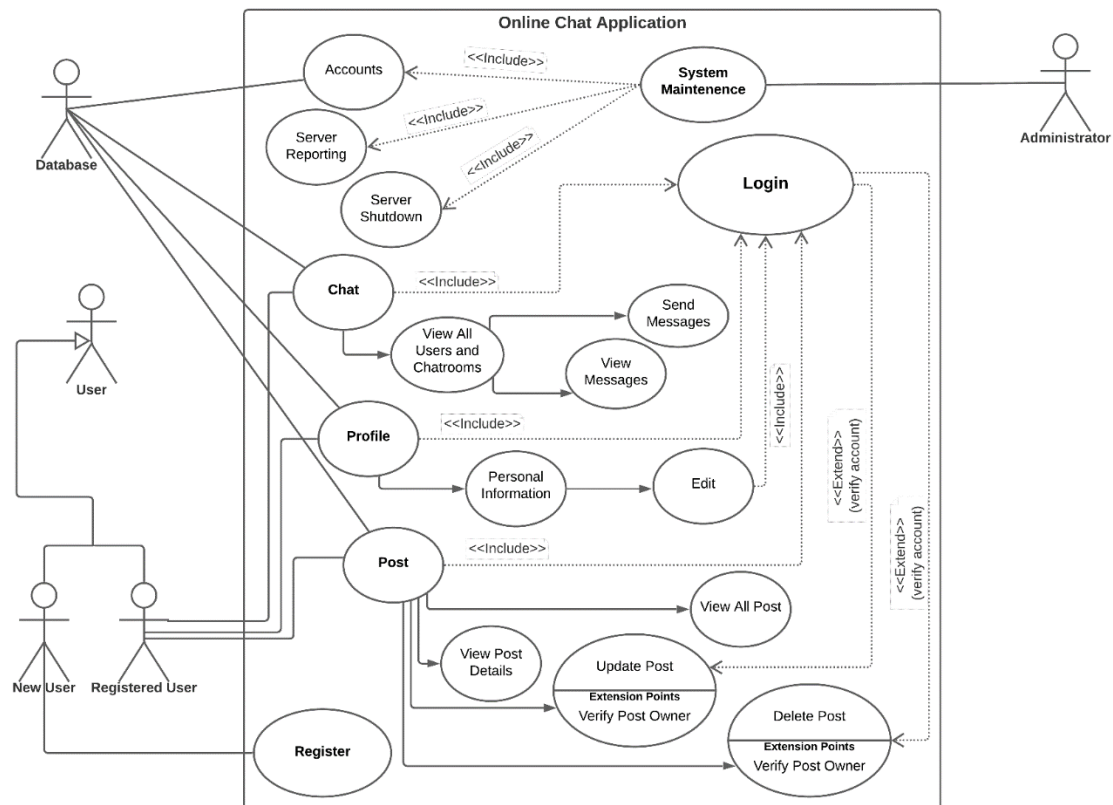 Online Chat Application
Accounts
<<Include>>
System
Maintenence
Database
Administrator
<<Include>>
Server
Reporting
<<Include>>
Login
Server
Shutdown
Chat
<<Include>>
Send
Messages
View All
Users and
Chatrooms
View
Messages
User
Profile
<<Include>>
<<Include>>
Personal
Information
Edit
<<Extend>>
(verify account)
<<Extend>>
(verify account)
Post
<<Include>>
View All Post
View Post
Details
Update Post
Extension Points
Verify Post Owner
New User
Registered User
Delete Post
Extension Points
Verify Post Owner
Register